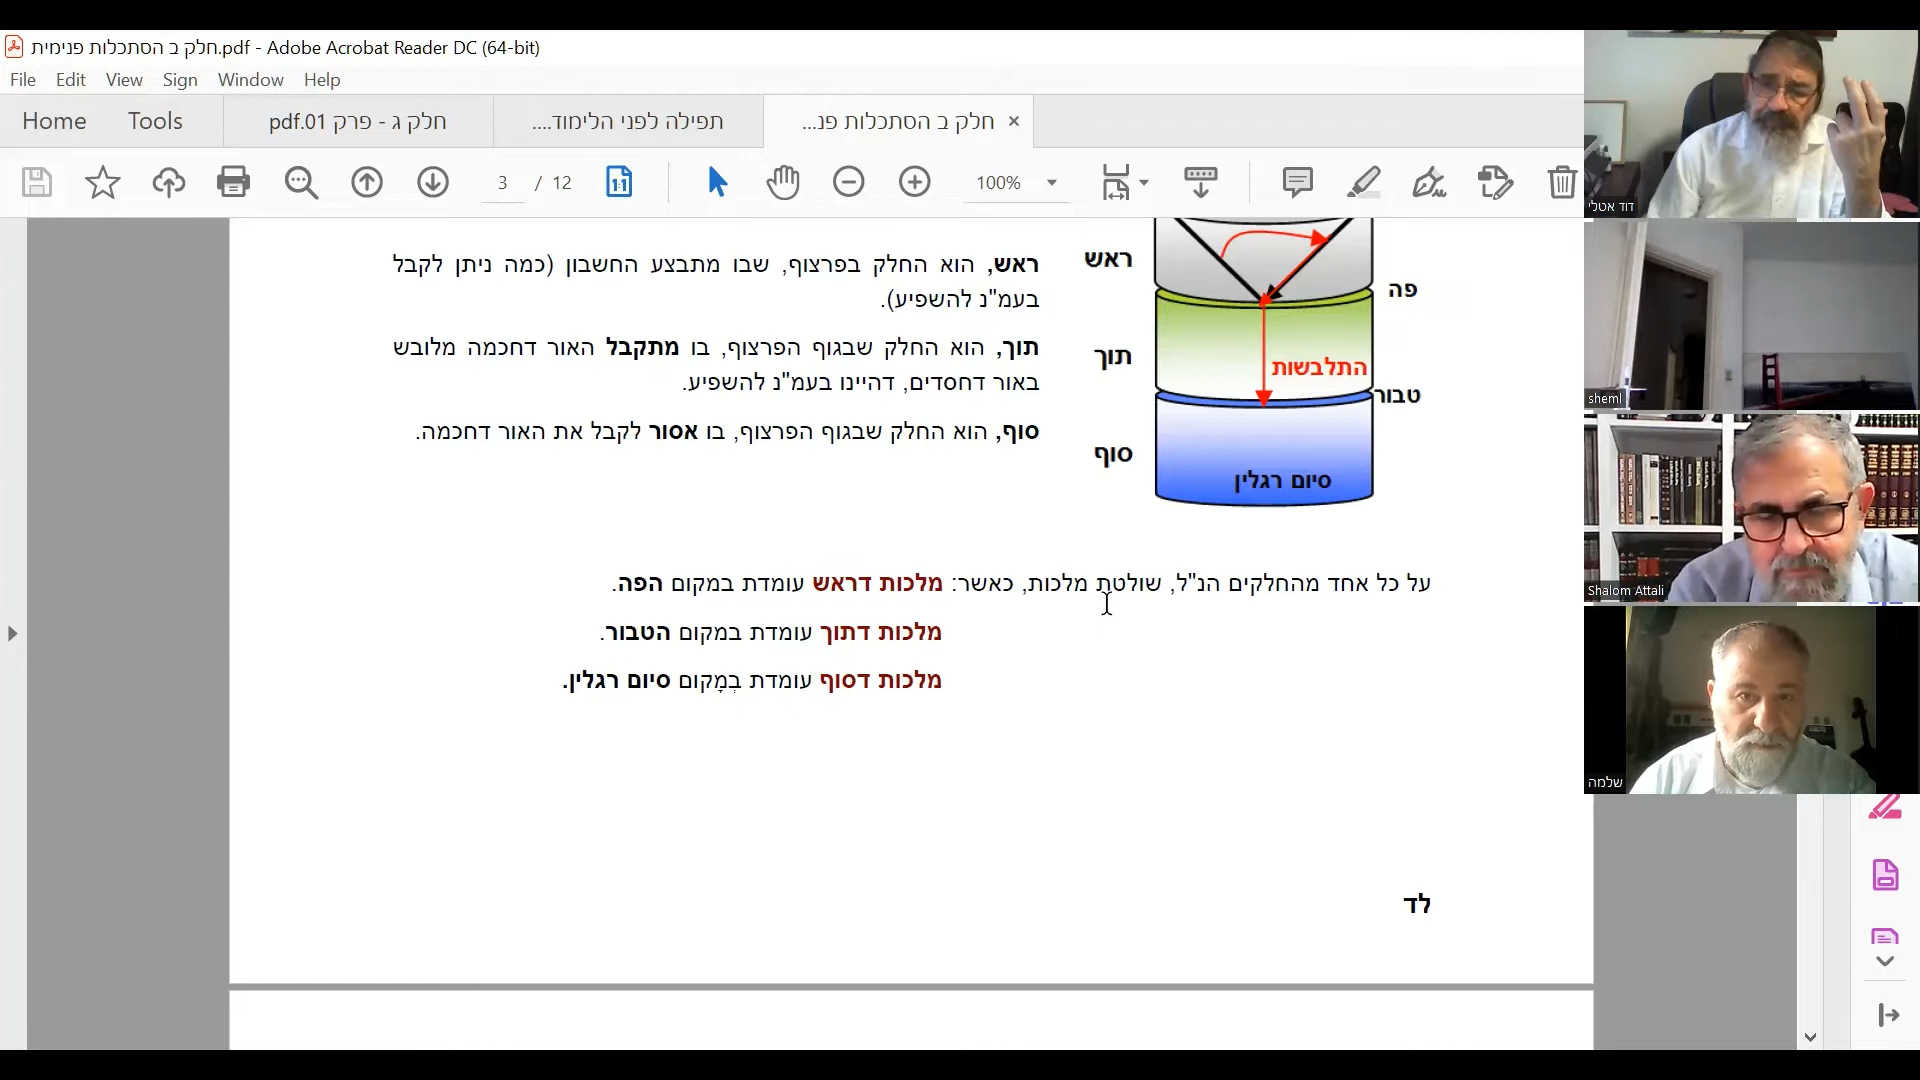 חלק ב הסתכלות פנימית.pdf - Adobe Acrobat Reader DC (64-bit)
File Edit View Sign Window Help
Home Tools חלק ג - פרק 01.pdf תפילה לפני הלימוד.... חלק ב הסתכלות פנ... ×
3 / 12 1:1 100%
ראש, הוא החלק בפרצוף, שבו מתבצע החשבון (כמה ניתן לקבל
בעמ"נ להשפיע).
תוך, הוא החלק שבגוף הפרצוף, בו מתקבל האור דחכמה מלובש
באור דחסדים, דהיינו בעמ"נ להשפיע.
סוף, הוא החלק שבגוף הפרצוף, בו אסור לקבל את האור דחכמה.
ראש
פה
תוך
התלבשות
טבור
סוף
סיום רגלין
על כל אחד מהחלקים הנ"ל, שולטת מלכות, כאשר: מלכות דראש עומדת במקום הפה.
מלכות דתוך עומדת במקום הטבור.
מלכות דסוף עומדת בְמָקום סיום רגלין.
לד
דוד אטלי
sheml
Shalom Attali
שלמה